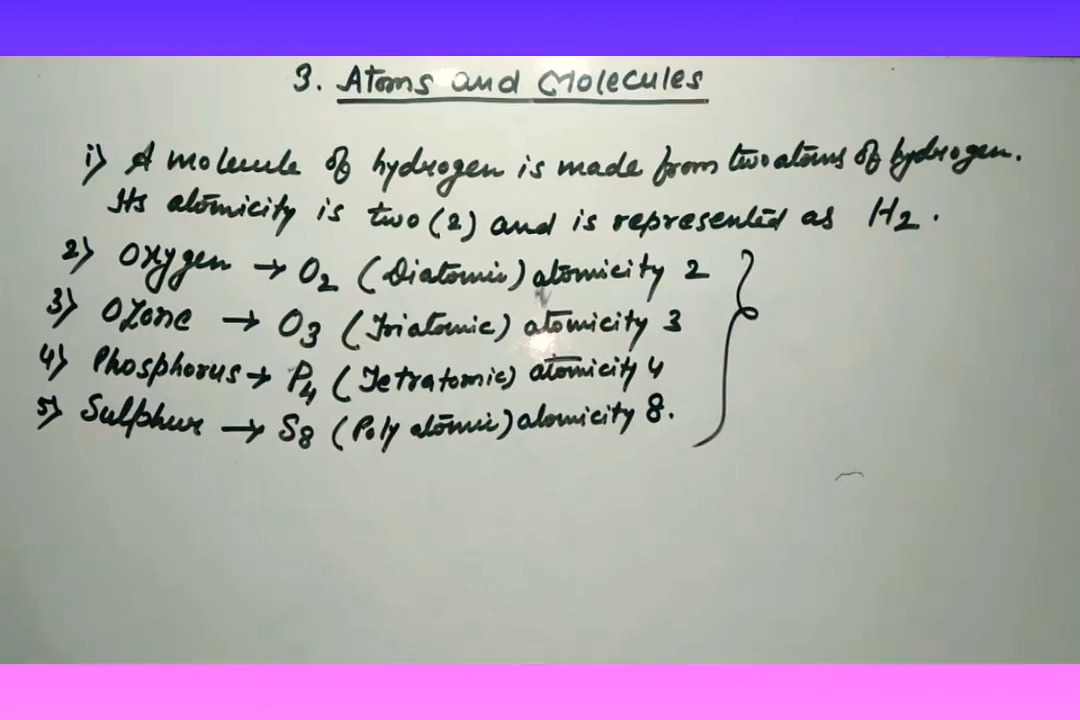 3. Atoms and Molecules
i) A molecule of hydrogen is made from two atoms of hydrogen.
Its atomicity is two (2) and is represented as H2.
2) Oxygen → O2 (Diatomic) atomicity 2
3) Ozone → O3 (Triatomic) atomicity 3
4) Phosphorus → P4 (Tetratomic) atomicity 4
5) Sulphur → S8 (Poly atomic) atomicity 8.